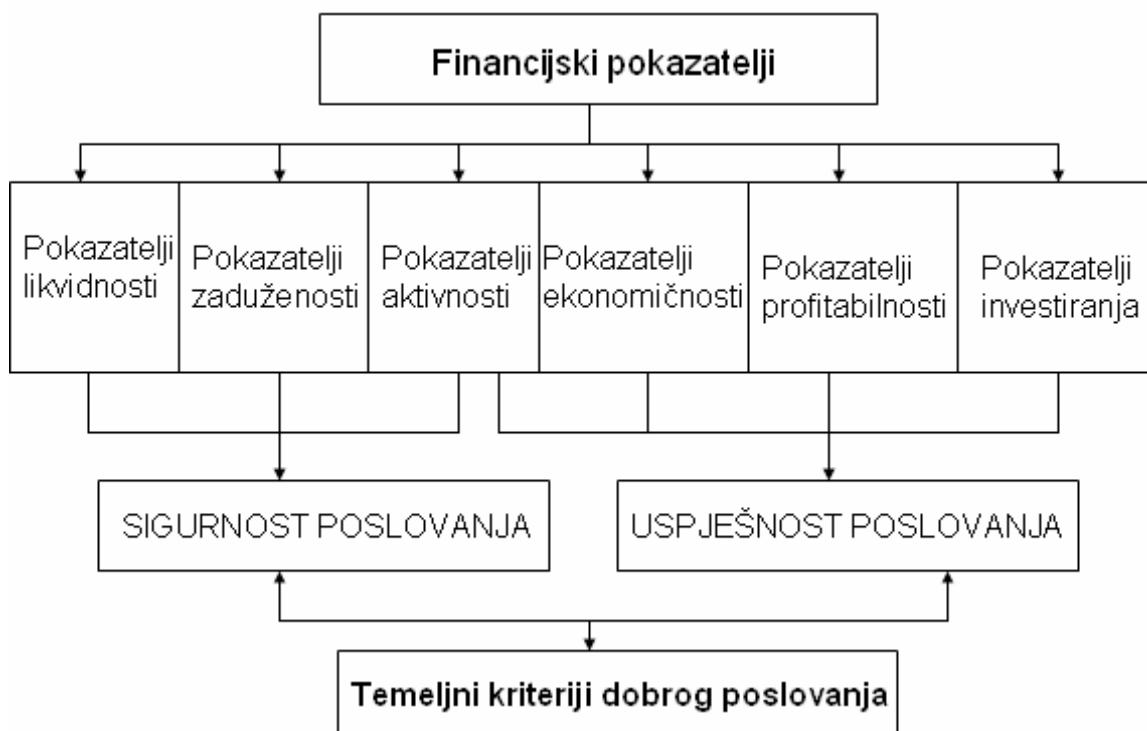 Financijski pokazatelji
Pokazatelji
likvidnosti
Pokazatelji
zaduženosti
Pokazatelji
aktivnosti
Pokazatelji
ekonomičnosti
Pokazatelji
profitabilnosti
Pokazatelji
investiranja
SIGURNOST POSLOVANJA
USPJEŠNOST POSLOVANJA
Temeljni kriteriji dobrog poslovanja